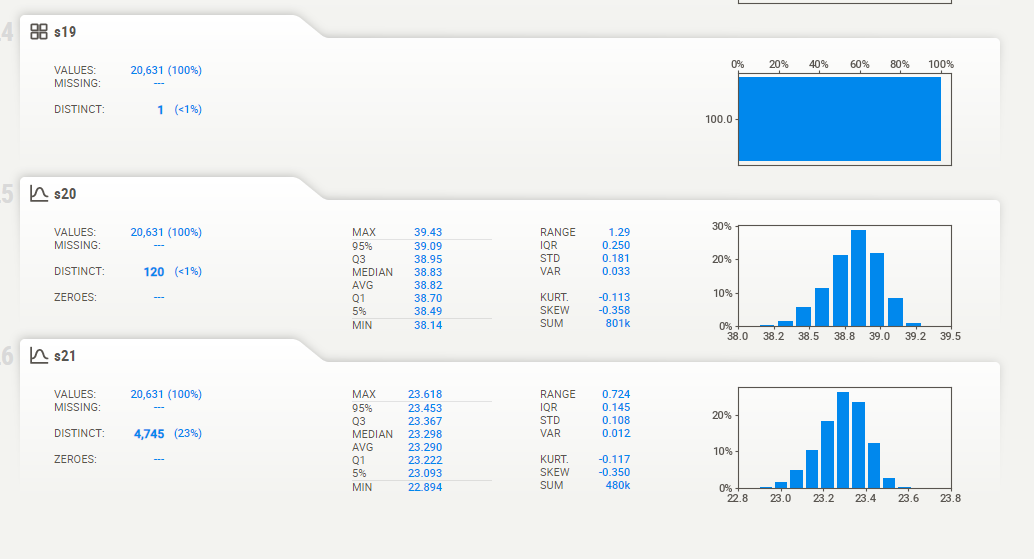 4
s19
VALUES: 20,631 (100%)
MISSING: ---
DISTINCT: 1 (<1%)
0% 20% 40% 60% 80% 100%
100.0
5
s20
VALUES: 20,631 (100%)
MISSING: ---
DISTINCT: 120 (<1%)
ZEROES: ---
MAX 39.43
95% 39.09
Q3 38.95
MEDIAN 38.83
AVG 38.82
Q1 38.70
5% 38.49
MIN 38.14
RANGE 1.29
IQR 0.250
STD 0.181
VAR 0.033
KURT. -0.113
SKEW -0.358
SUM 801k
30%
20%
10%
0%
38.0 38.2 38.5 38.8 39.0 39.2 39.5
6
s21
VALUES: 20,631 (100%)
MISSING: ---
DISTINCT: 4,745 (23%)
ZEROES: ---
MAX 23.618
95% 23.453
Q3 23.367
MEDIAN 23.298
AVG 23.290
Q1 23.222
5% 23.093
MIN 22.894
RANGE 0.724
IQR 0.145
STD 0.108
VAR 0.012
KURT. -0.117
SKEW -0.350
SUM 480k
20%
10%
0%
22.8 23.0 23.2 23.4 23.6 23.8